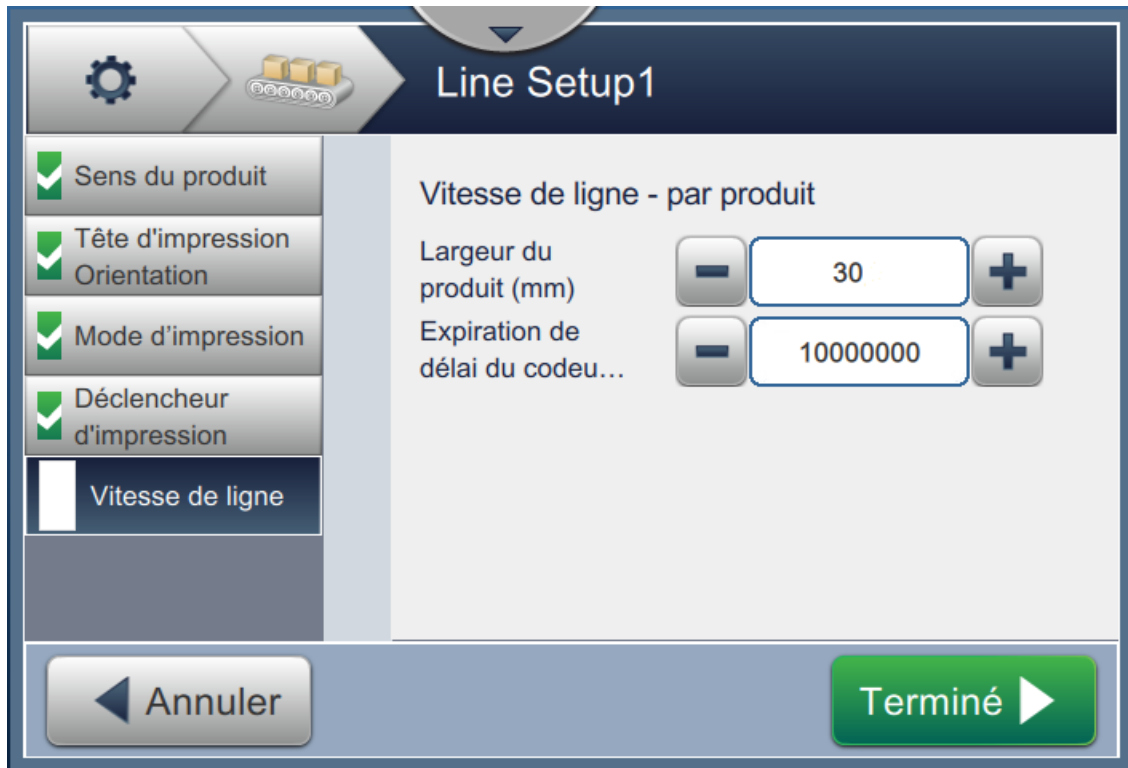 Line Setup1
Sens du produit
Tête d'impression
Orientation
Mode d’impression
Déclencheur
d'impression
Vitesse de ligne
Vitesse de ligne - par produit
Largeur du
produit (mm)
30
Expiration de
délai du codeu…
10000000
Annuler
Terminé